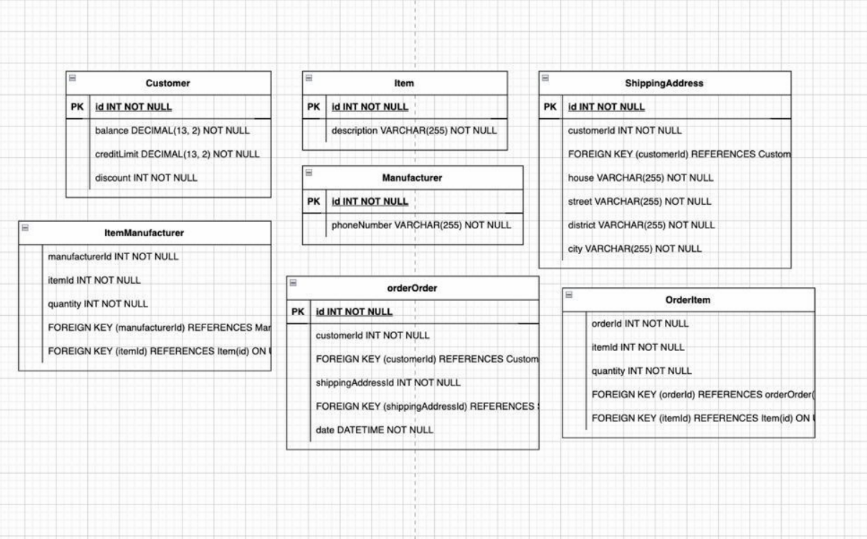 Customer
PK id INT NOT NULL
balance DECIMAL(13, 2) NOT NULL
creditLimit DECIMAL(13, 2) NOT NULL
discount INT NOT NULL
Item
PK id INT NOT NULL
description VARCHAR(255) NOT NULL
ShippingAddress
PK id INT NOT NULL
customerId INT NOT NULL
FOREIGN KEY (customerId) REFERENCES Custom
house VARCHAR(255) NOT NULL
street VARCHAR(255) NOT NULL
district VARCHAR(255) NOT NULL
city VARCHAR(255) NOT NULL
Manufacturer
PK id INT NOT NULL
phoneNumber VARCHAR(255) NOT NULL
ItemManufacturer
manufacturerId INT NOT NULL
itemId INT NOT NULL
quantity INT NOT NULL
FOREIGN KEY (manufacturerId) REFERENCES Mar
FOREIGN KEY (itemId) REFERENCES Item(id) ON
orderOrder
PK id INT NOT NULL
customerId INT NOT NULL
FOREIGN KEY (customerId) REFERENCES Custom
shippingAddressId INT NOT NULL
FOREIGN KEY (shippingAddressId) REFERENCES
date DATETIME NOT NULL
OrderItem
orderId INT NOT NULL
itemId INT NOT NULL
quantity INT NOT NULL
FOREIGN KEY (orderId) REFERENCES orderOrder(
FOREIGN KEY (itemId) REFERENCES Item(id) ON